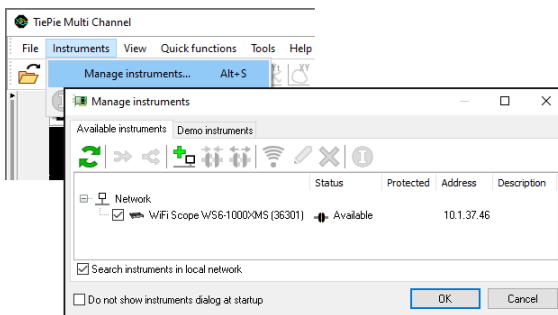 TiePie Multi Channel
File Instruments View Quick functions Tools Help
Manage instruments... Alt+S
Manage instruments
Available instruments Demo instruments
Status Protected Address Description
Network
WiFi Scope WS6-1000XMS (36301) Available 10.1.37.46
Search instruments in local network
Do not show instruments dialog at startup OK Cancel